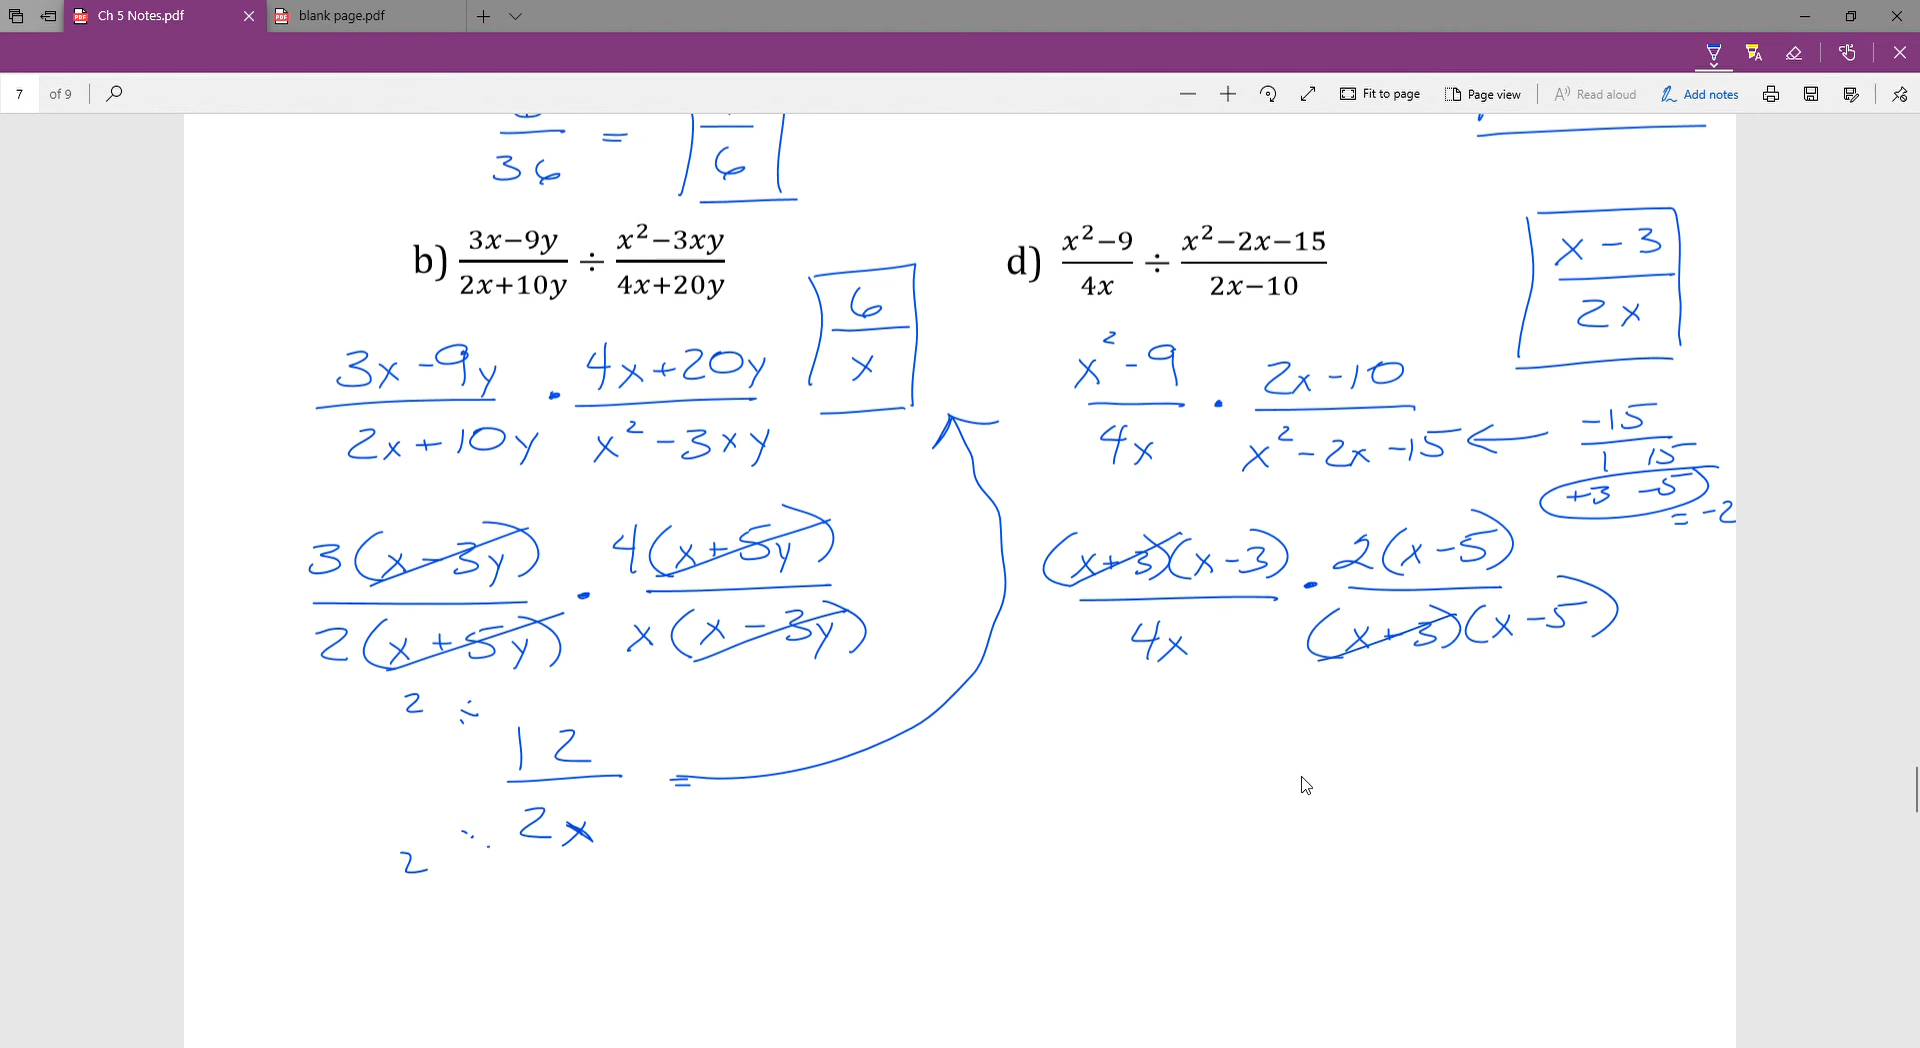 Ch 5 Notes.pdf
blank page.pdf
7 of 9
Fit to page
Page view
Read aloud
Add notes
36 = 6
b) 3x−9y / 2x+10y ÷ x²−3xy / 4x+20y
6 / x
3x-9y / 2x+10y · 4x+20y / x²-3xy
3(x-3y) / 2(x+5y) · 4(x+5y) / x(x-3y)
2 ÷ 12
2 ÷ 2x
=
d) x²−9 / 4x ÷ x²−2x−15 / 2x−10
x-3 / 2x
x²-9 / 4x · 2x-10 / x²-2x-15
-15
1 15
+3 -5
= -2
(x+3)(x-3) / 4x · 2(x-5) / (x+3)(x-5)